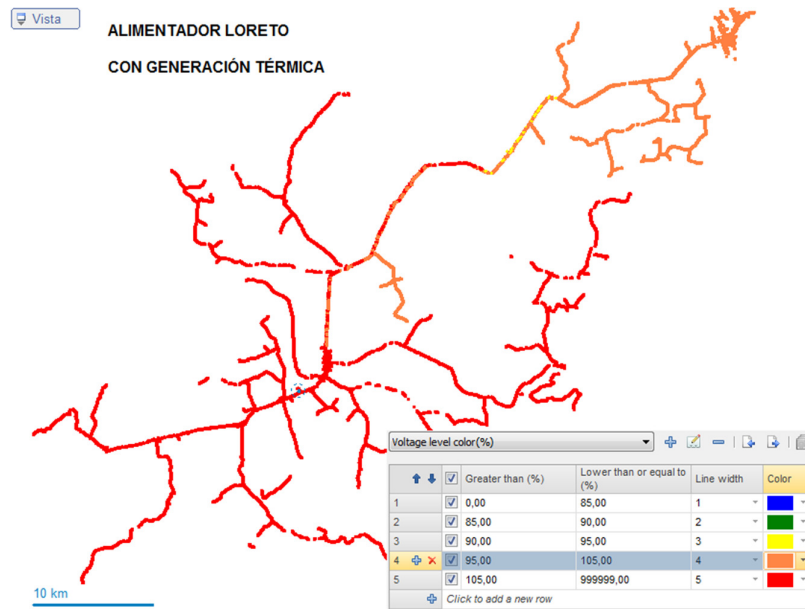 Vista
ALIMENTADOR LORETO
CON GENERACIÓN TÉRMICA
10 km
Voltage level color(%)
Greater than (%) Lower than or equal to (%) Line width Color
1 0,00 85,00 1
2 85,00 90,00 2
3 90,00 95,00 3
4 95,00 105,00 4
5 105,00 999999,00 5
Click to add a new row